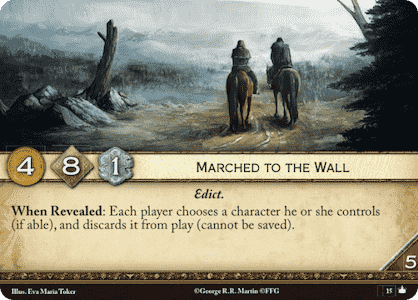 4 8 1 Marched to the Wall
Edict.
When Revealed: Each player chooses a character he or she controls
(if able), and discards it from play (cannot be saved).
5
Illus. Eva Maria Toker ©George R.R. Martin ©FFG 15